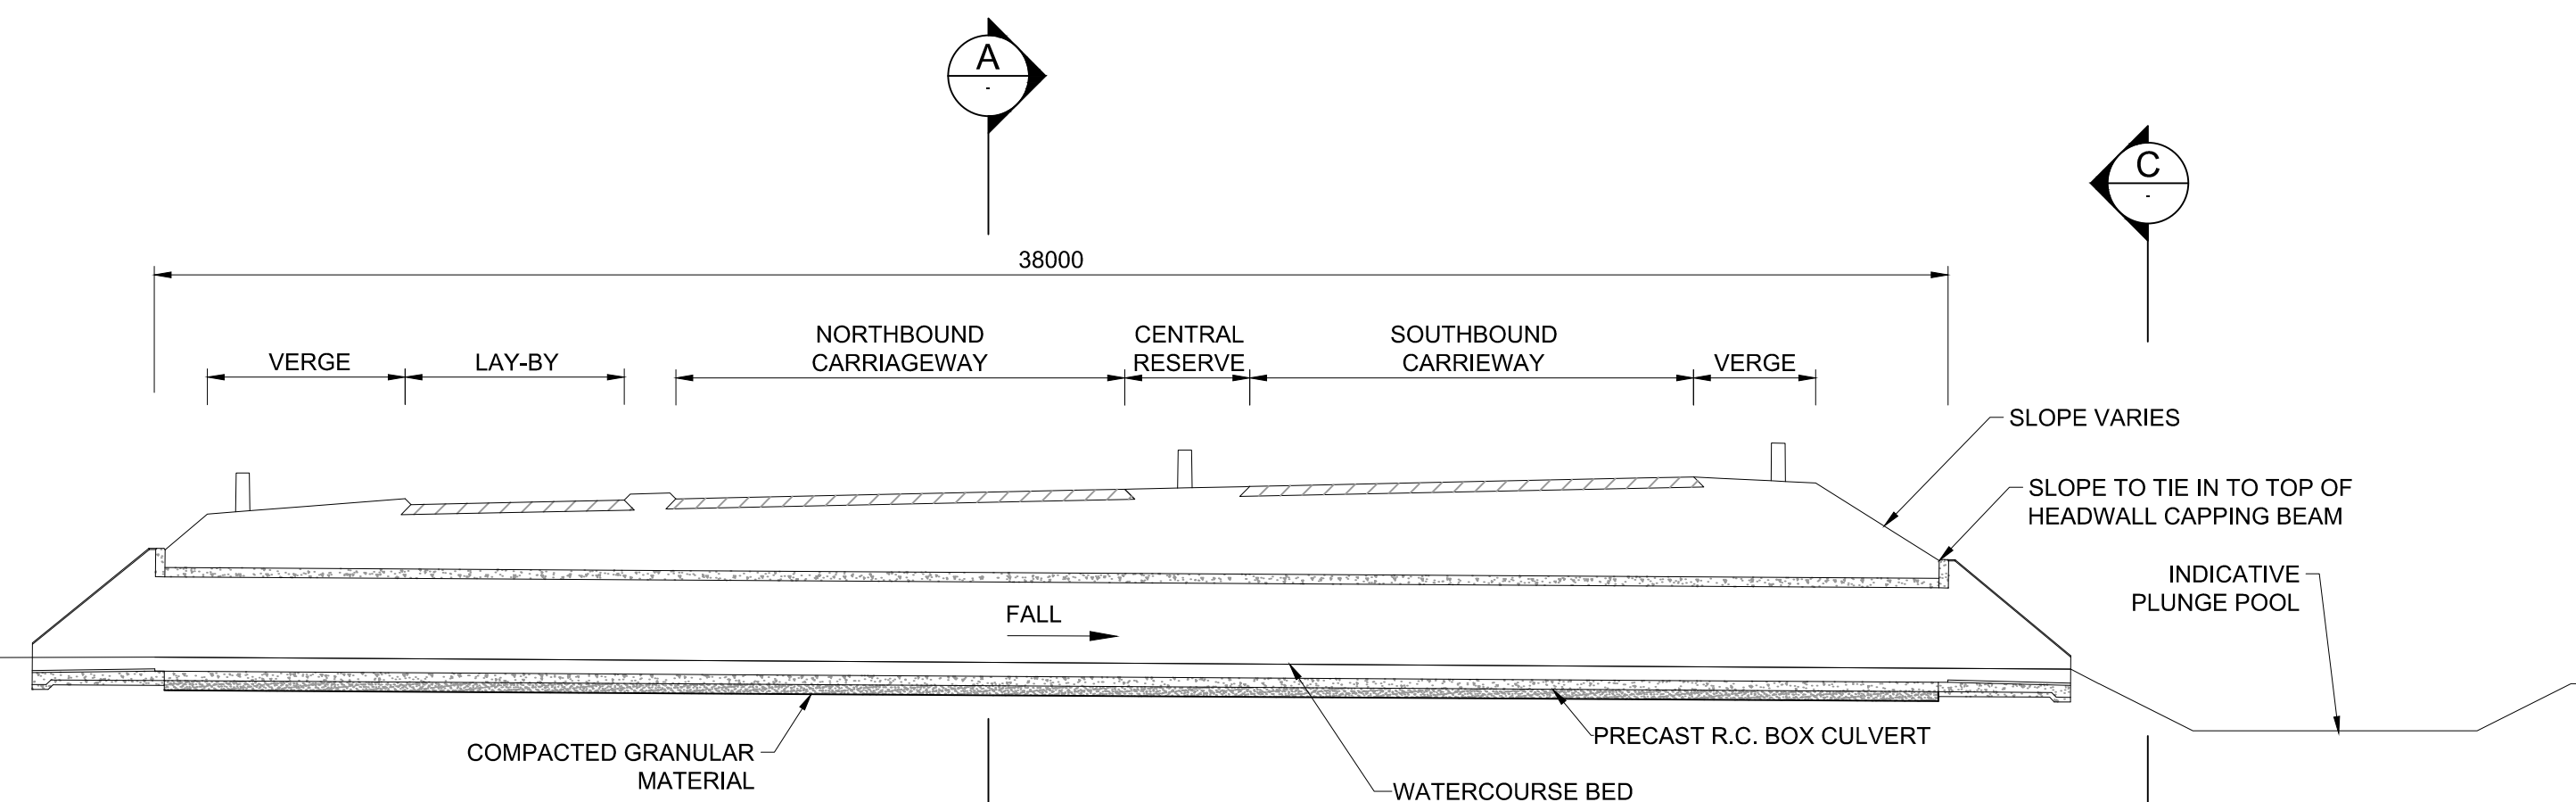 A
-
C
-
38000
NORTHBOUND
CARRIAGEWAY
CENTRAL
RESERVE
SOUTHBOUND
CARRIEWAY
VERGE
LAY-BY
VERGE
SLOPE VARIES
SLOPE TO TIE IN TO TOP OF
HEADWALL CAPPING BEAM
INDICATIVE
PLUNGE POOL
FALL
PRECAST R.C. BOX CULVERT
COMPACTED GRANULAR
MATERIAL
WATERCOURSE BED